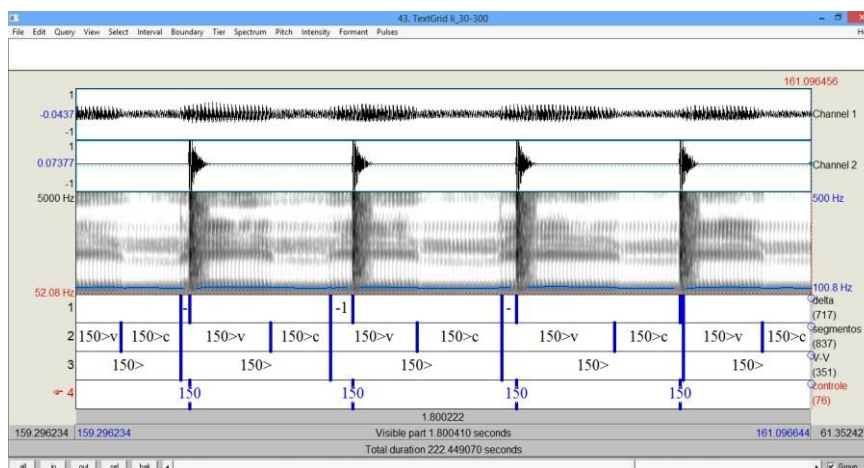 43. TextGrid li_30-300
File Edit Query View Select Interval Boundary Tier Spectrum Pitch Intensity Formant Pulses
161.096456
1
-0.0437
-1
Channel 1
1
0.07377
-1
Channel 2
5000 Hz
500 Hz
52.08 Hz
100.8 Hz
1 - -1 - delta (717)
2 150>v 150>c 150>v 150>c 150>v 150>c 150>v 150>c 150>v 150>c segmentos (837)
3 150> 150> 150> 150> 150> V-V (351)
4 150 150 150 150 controle (76)
1.800222
159.296234 159.296234 Visible part 1.800410 seconds 161.096644 61.35242
Total duration 222.449070 seconds
all in out sel bak Group